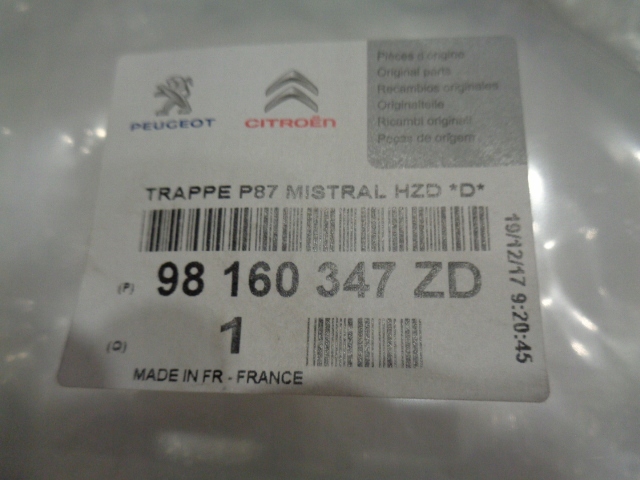 PEUGEOT
CITROËN
Pièces d origine
Original parts
Recambios originales
Originalteile
Ricambi originali
Peças de origem
TRAPPE P87 MISTRAL HZD *D*
(P) 98 160 347 ZD
(Q) 1
MADE IN FR - FRANCE
19/12/17 9:20:45